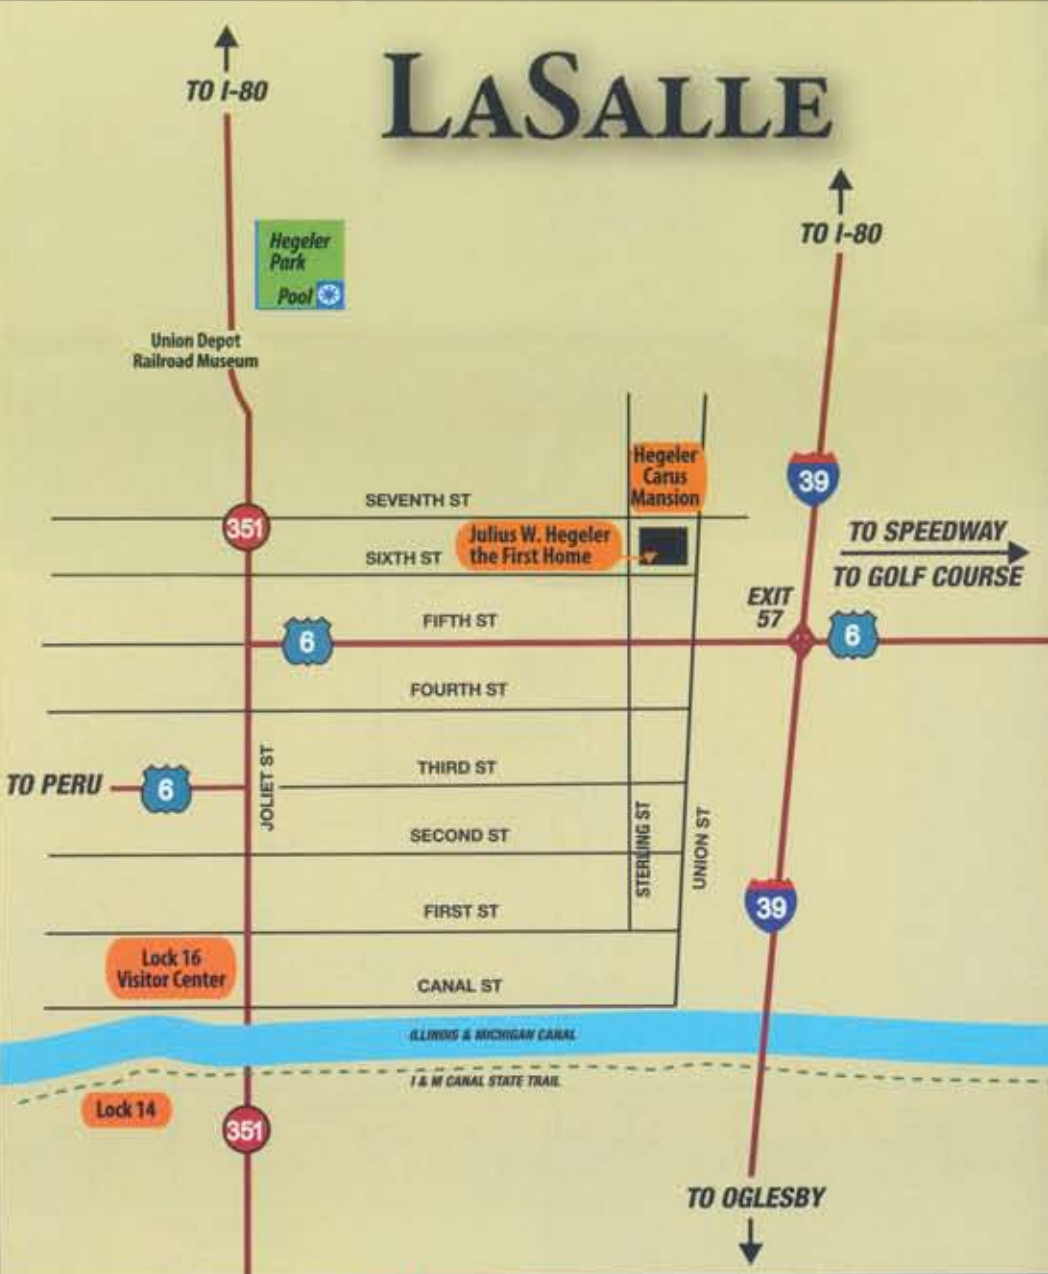 LASALLE
TO I-80
TO I-80
Hegeler
Park
Pool
Union Depot
Railroad Museum
Hegeler
Carus
Mansion
39
SEVENTH ST
351
Julius W. Hegeler
the First Home
SIXTH ST
TO SPEEDWAY
TO GOLF COURSE
EXIT
57
FIFTH ST
6
6
FOURTH ST
THIRD ST
TO PERU
6
JOLIET ST
SECOND ST
STERLING ST
UNION ST
39
FIRST ST
Lock 16
Visitor Center
CANAL ST
ILLINOIS & MICHIGAN CANAL
I & M CANAL STATE TRAIL
Lock 14
351
TO OGLESBY